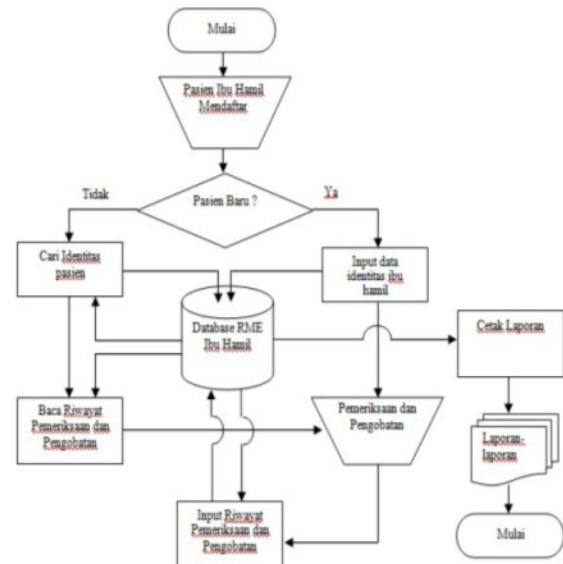 Mulai
Pasien Ibu Hamil
Mendaftar
Pasien Baru ?
Tidak
Ya
Cari Identitas
pasien
Input data
identitas ibu
hamil
Database RME
Ibu Hamil
Cetak Laporan
Baca Riwayat
Pemeriksaan dan
Pengobatan
Pemeriksaan dan
Pengobatan
Laporan-
laporan
Input Riwayat
Pemeriksaan dan
Pengobatan
Mulai